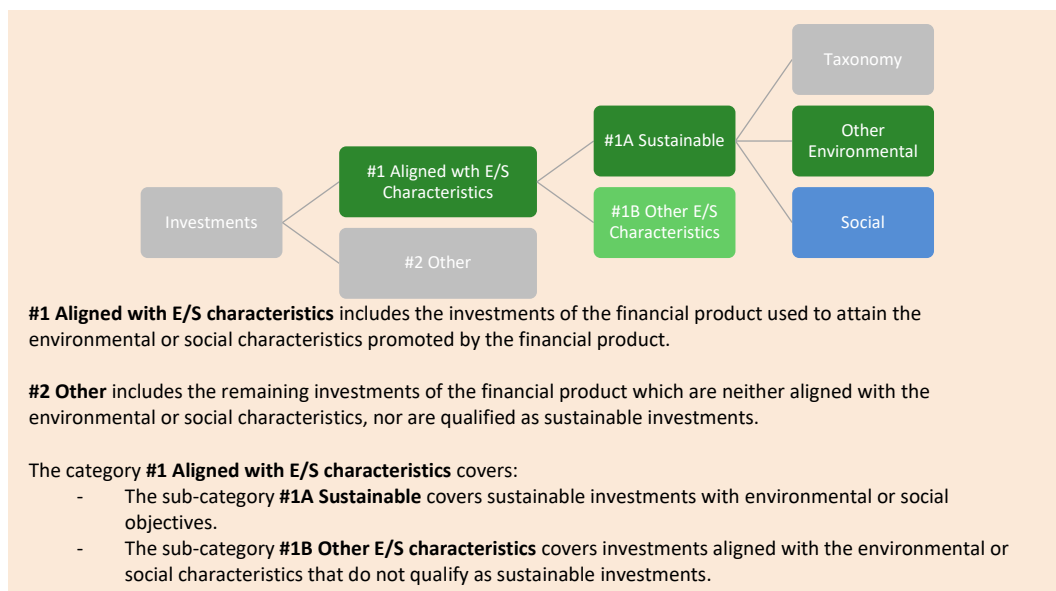 Taxonomy
#1A Sustainable
Other
Environmental
#1 Aligned wth E/S
Characteristics
Investments
#1B Other E/S
Characteristics
Social
#2 Other
#1 Aligned with E/S characteristics includes the investments of the financial product used to attain the
environmental or social characteristics promoted by the financial product.
#2 Other includes the remaining investments of the financial product which are neither aligned with the
environmental or social characteristics, nor are qualified as sustainable investments.
The category #1 Aligned with E/S characteristics covers:
- The sub-category #1A Sustainable covers sustainable investments with environmental or social
objectives.
- The sub-category #1B Other E/S characteristics covers investments aligned with the environmental or
social characteristics that do not qualify as sustainable investments.